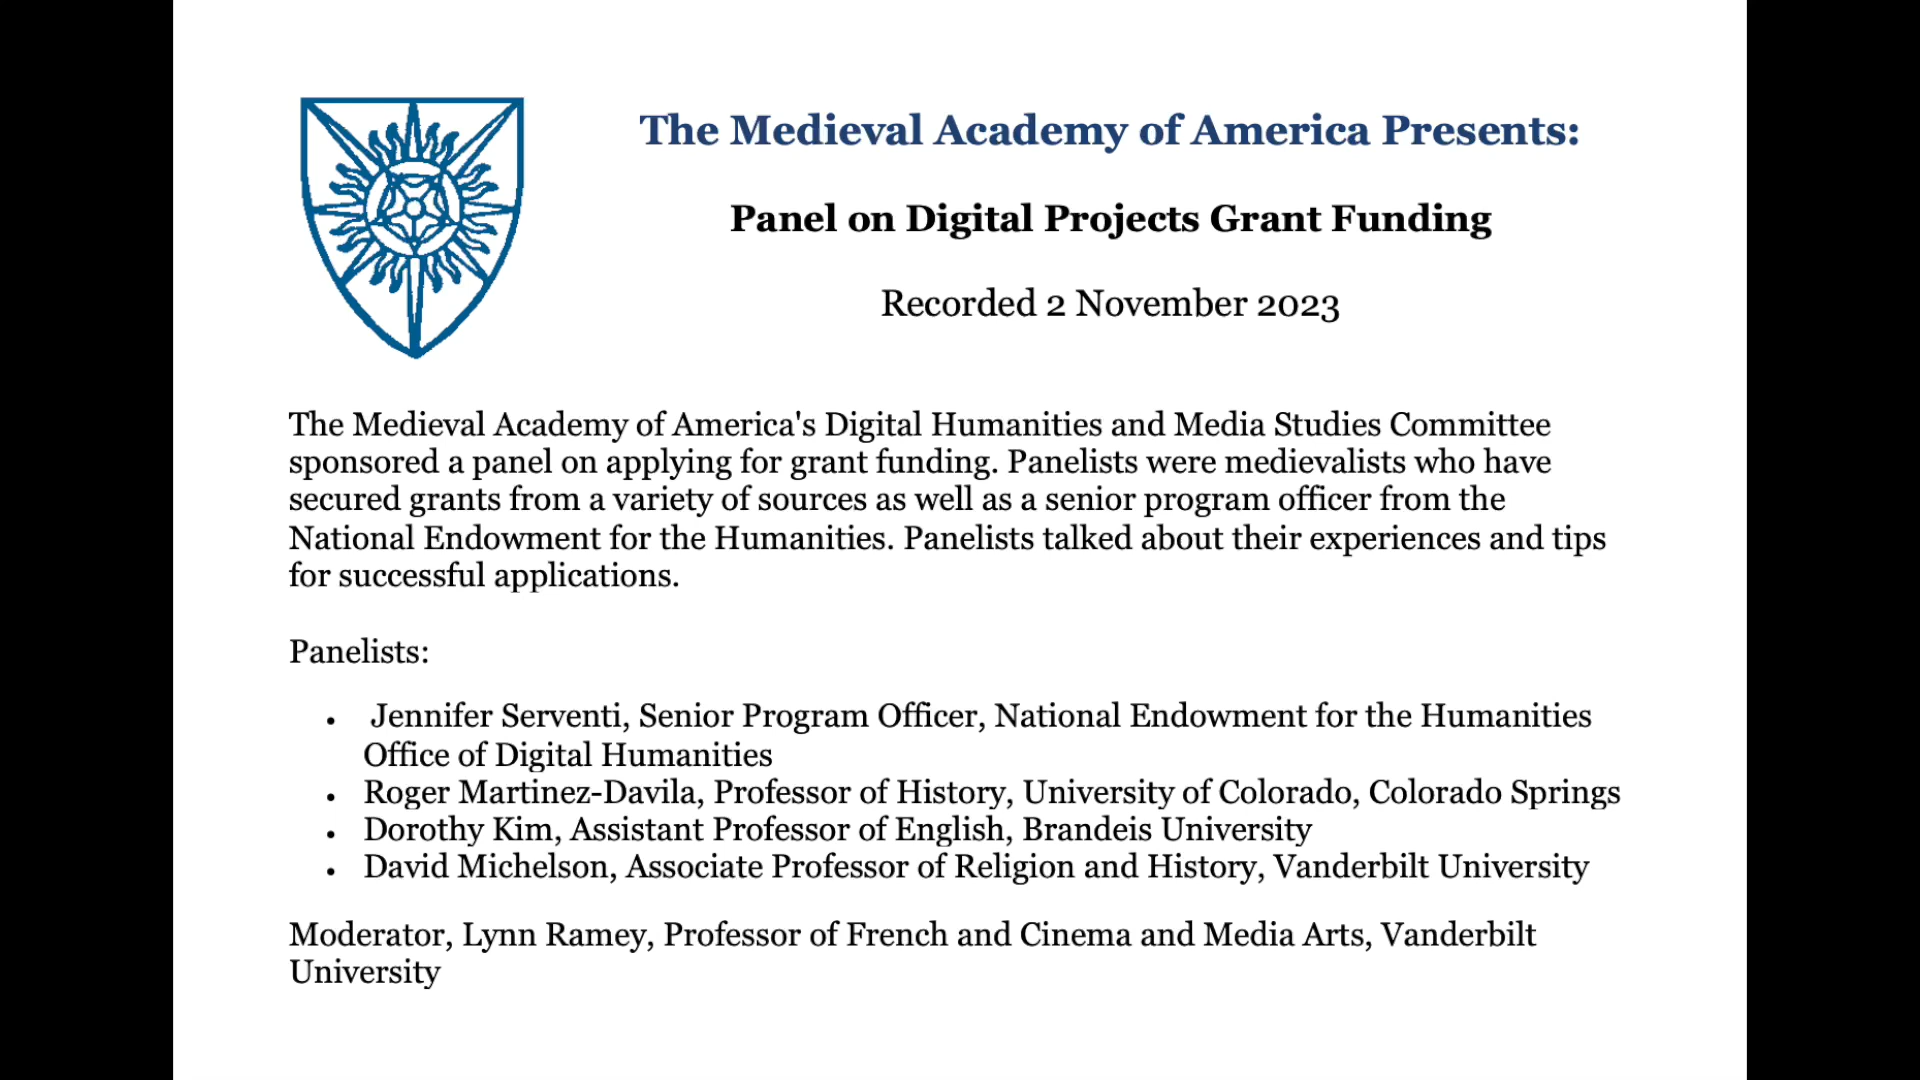 The Medieval Academy of America Presents:
Panel on Digital Projects Grant Funding
Recorded 2 November 2023
The Medieval Academy of America's Digital Humanities and Media Studies Committee
sponsored a panel on applying for grant funding. Panelists were medievalists who have
secured grants from a variety of sources as well as a senior program officer from the
National Endowment for the Humanities. Panelists talked about their experiences and tips
for successful applications.
Panelists:
• Jennifer Serventi, Senior Program Officer, National Endowment for the Humanities
Office of Digital Humanities
• Roger Martinez-Davila, Professor of History, University of Colorado, Colorado Springs
• Dorothy Kim, Assistant Professor of English, Brandeis University
• David Michelson, Associate Professor of Religion and History, Vanderbilt University
Moderator, Lynn Ramey, Professor of French and Cinema and Media Arts, Vanderbilt
University